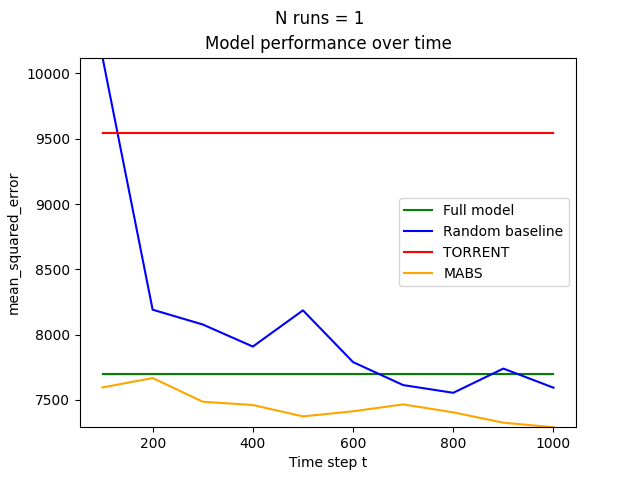 N runs = 1
Model performance over time
mean_squared_error
10000
9500
9000
8500
8000
7500
Full model
Random baseline
TORRENT
MABS
200
400
600
800
1000
Time step t